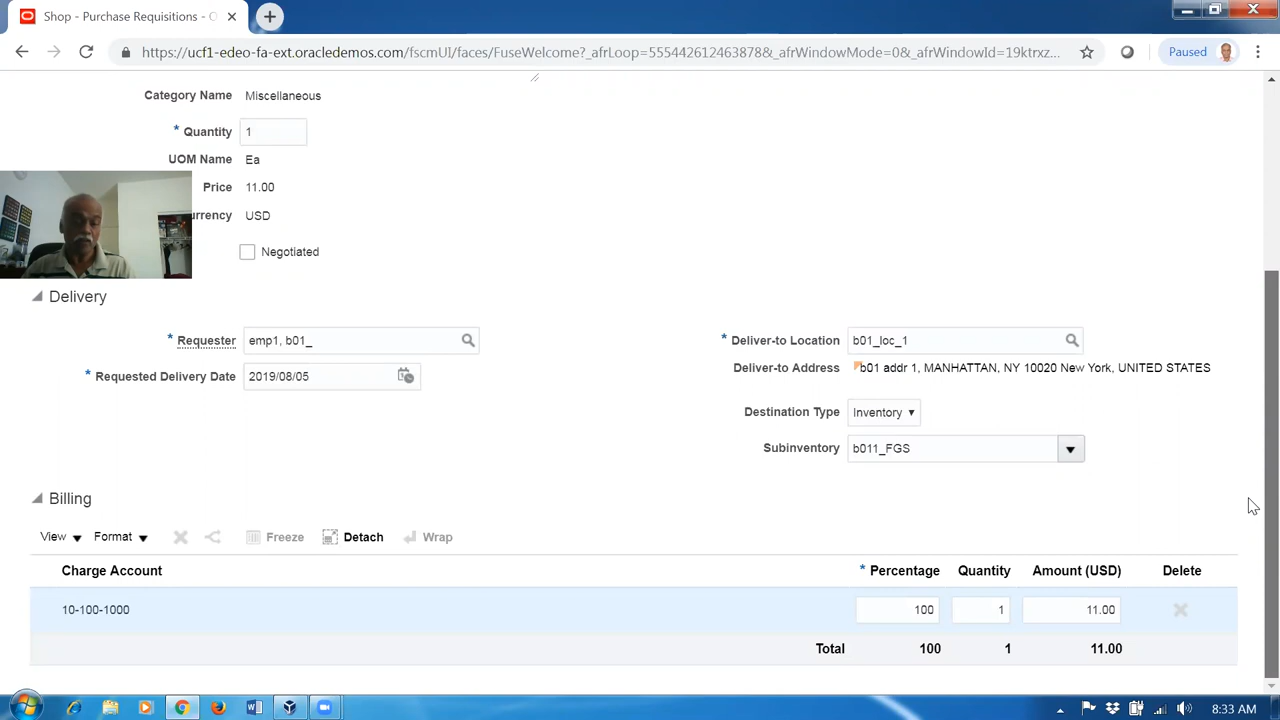 Shop - Purchase Requisitions - O
https://ucf1-edeo-fa-ext.oracledemos.com/fscmUI/faces/FuseWelcome?_afrLoop=55544261246387​8&_afrWindowMode=0&_afrWindowId=19ktrxz...
Paused
Category Name Miscellaneous
* Quantity 1
UOM Name Ea
Price 11.00
urrency USD
Negotiated
Delivery
* Requester emp1, b01_
* Deliver-to Location b01_loc_1
Deliver-to Address b01 addr 1, MANHATTAN, NY 10020 New York, UNITED STATES
* Requested Delivery Date 2019/08/05
Destination Type Inventory
Subinventory b011_FGS
Billing
View Format Freeze Detach Wrap
Charge Account * Percentage Quantity Amount (USD) Delete
10-100-1000 100 1 11.00
Total 100 1 11.00
8:33 AM